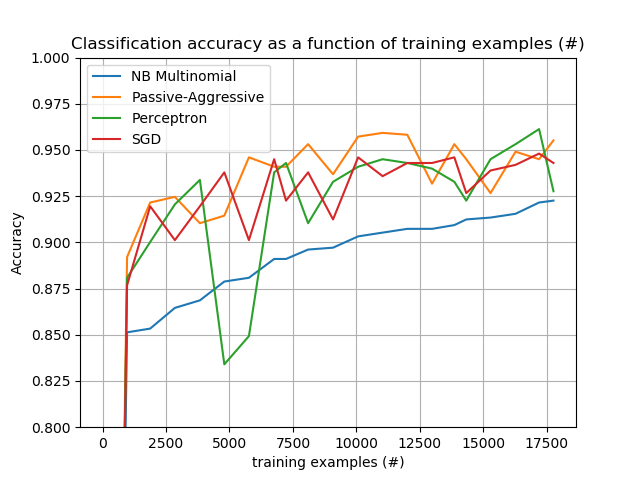 Classification accuracy as a function of training examples (#)
NB Multinomial
Passive-Aggressive
Perceptron
SGD
Accuracy
1.000
0.975
0.950
0.925
0.900
0.875
0.850
0.825
0.800
0
2500
5000
7500
10000
12500
15000
17500
training examples (#)